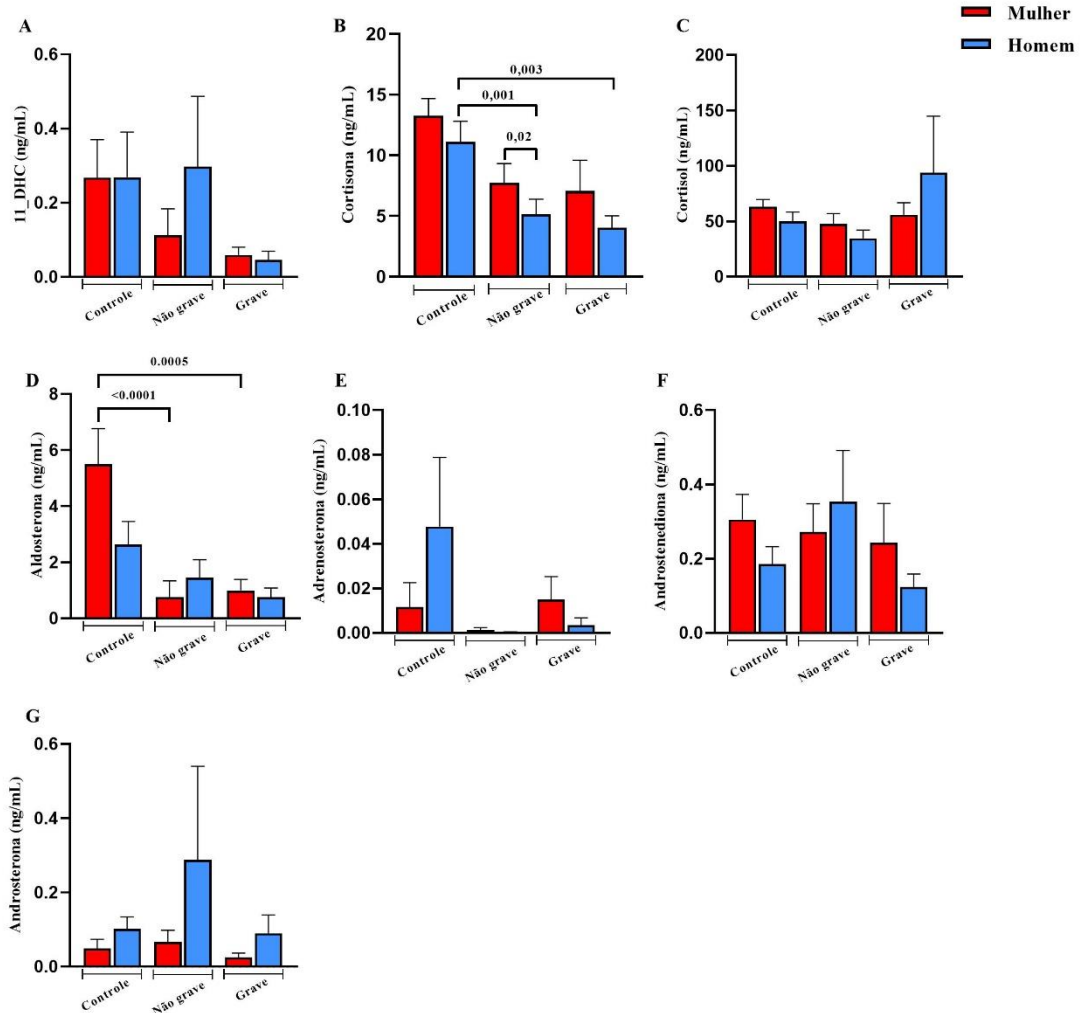 Mulher
Homem
A
0.6
0.4
0.2
0.0
11_DHC (ng/mL)
Controle
Não grave
Grave
B
20
15
10
5
0
Cortisona (ng/mL)
0,003
0,001
0,02
Controle
Não grave
Grave
C
200
150
100
50
0
Cortisol (ng/mL)
Controle
Não grave
Grave
D
8
6
4
2
0
Aldosterona (ng/mL)
0.0005
<0.0001
Controle
Não grave
Grave
E
0.10
0.08
0.06
0.04
0.02
0.00
Adrenosterona (ng/mL)
Controle
Não grave
Grave
F
0.6
0.4
0.2
0.0
Androstenediona (ng/mL)
Controle
Não grave
Grave
G
0.6
0.4
0.2
0.0
Androsterona (ng/mL)
Controle
Não grave
Grave